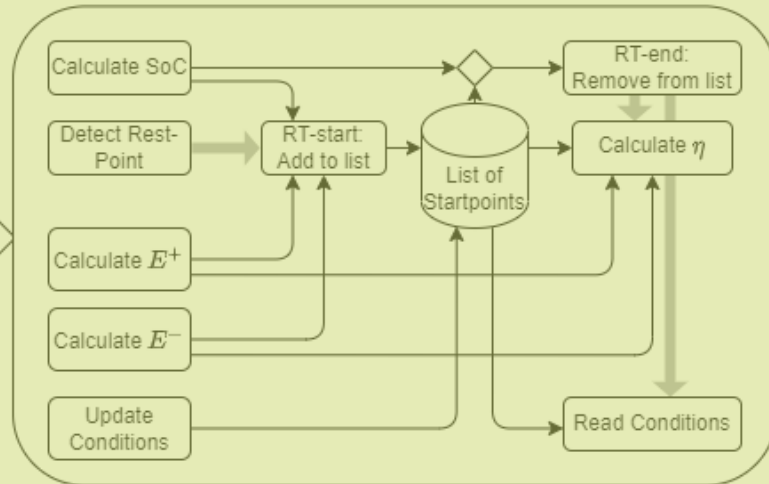 Calculate SoC
RT-end:
Remove from list
Detect Rest-
Point
RT-start:
Add to list
List of
Startpoints
Calculate η
Calculate E⁺
Calculate E⁻
Update
Conditions
Read Conditions